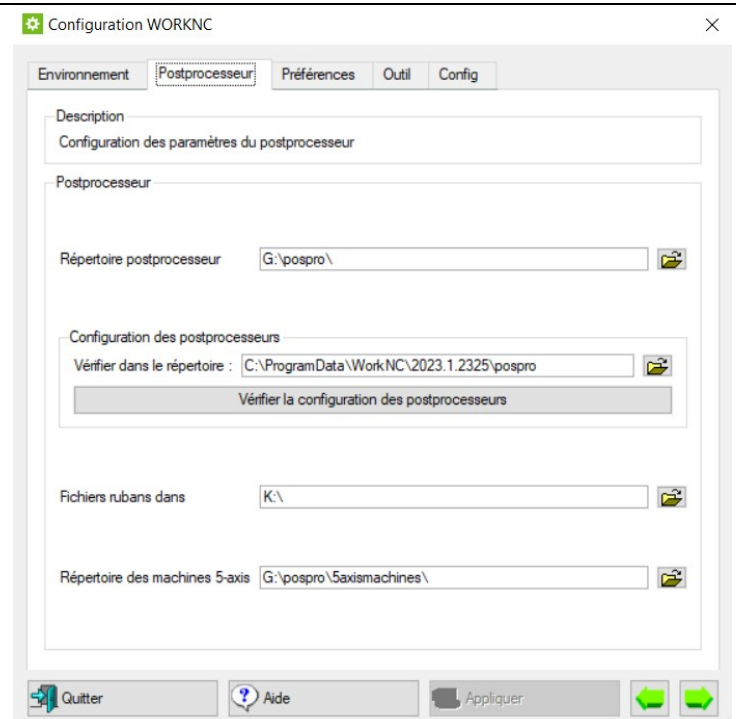 Configuration WORKNC
Environnement Postprocesseur Préférences Outil Config
Description
Configuration des paramètres du postprocesseur
Postprocesseur
Répertoire postprocesseur G:\pospro\
Configuration des postprocesseurs
Vérifier dans le répertoire : C:\ProgramData\WorkNC\2023.1.2325\pospro
Vérifier la configuration des postprocesseurs
Fichiers rubans dans K:\
Répertoire des machines 5-axis G:\pospro\5axismachines\
Quitter Aide Appliquer